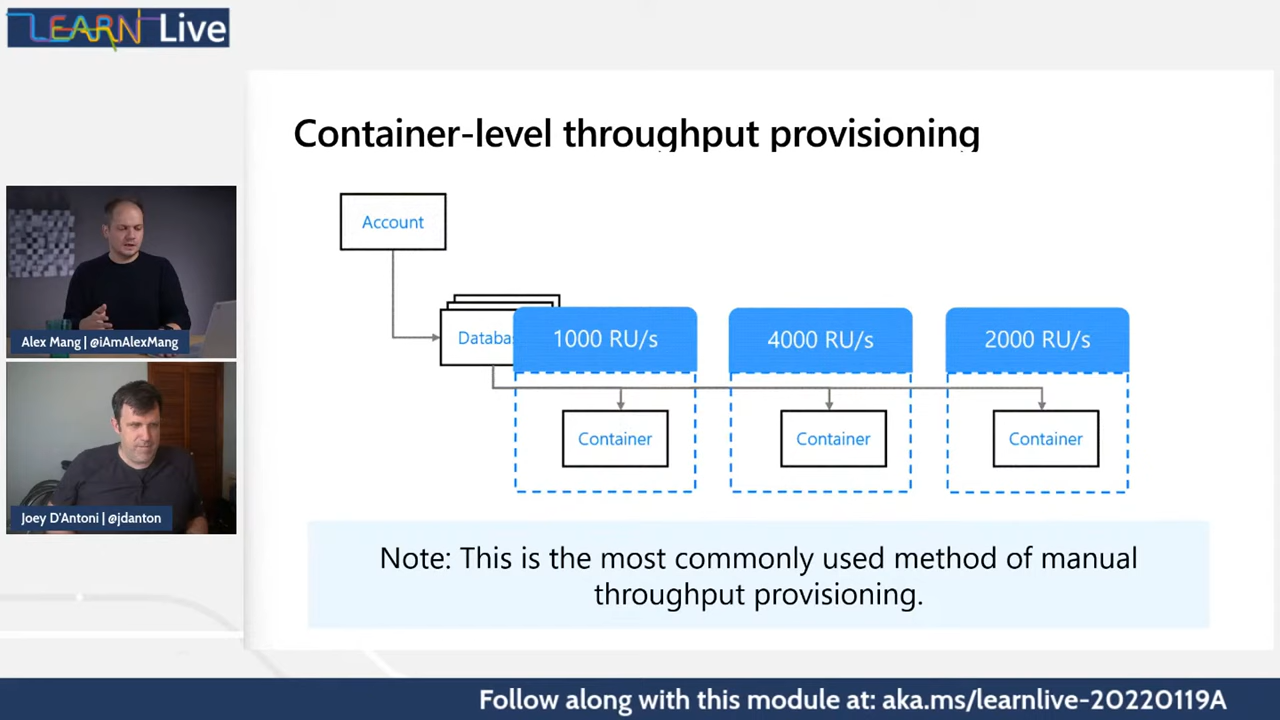 LEARN Live
Container-level throughput provisioning
Account
Databas
1000 RU/s
4000 RU/s
2000 RU/s
Container
Container
Container
Note: This is the most commonly used method of manual
throughput provisioning.
Alex Mang | @iAmAlexMang
Joey D'Antoni | @jdanton
Follow along with this module at: aka.ms/learnlive-20220119A